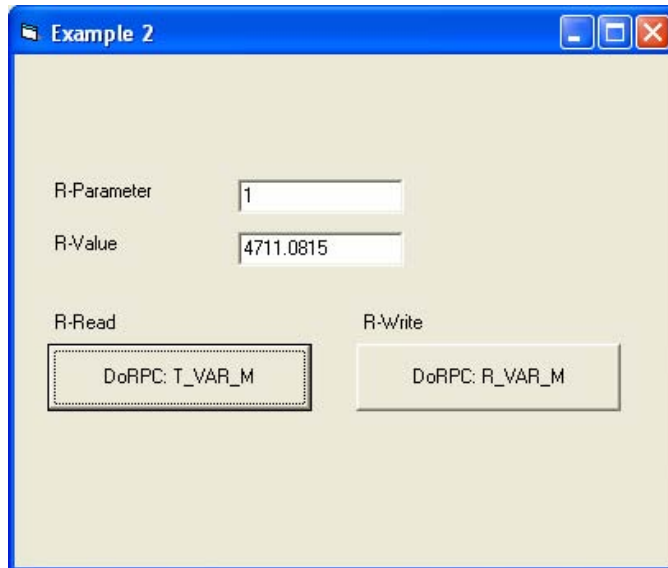 Example 2
R-Parameter 1
R-Value 4711.0815
R-Read R-Write
DoRPC: T_VAR_M DoRPC: R_VAR_M